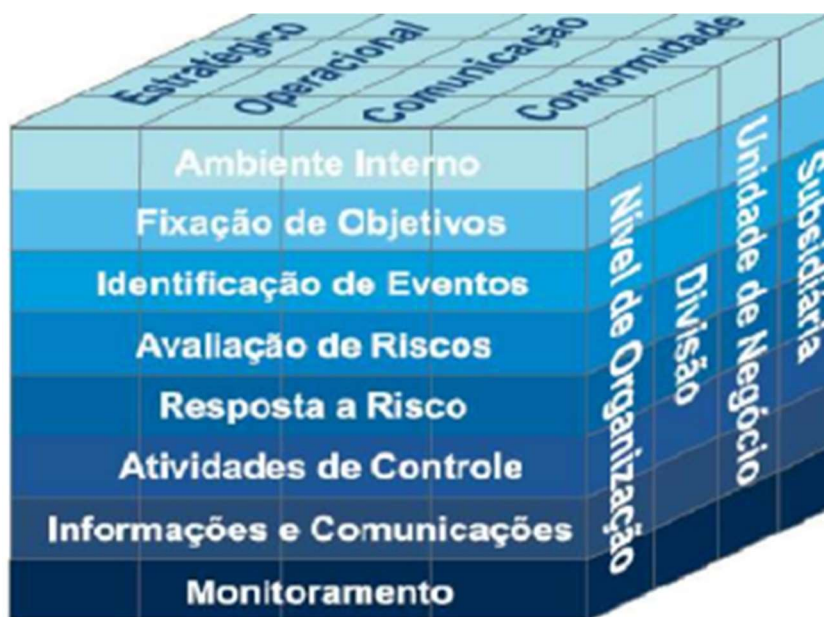 Estratégico
Operacional
Comunicação
Conformidade
Ambiente Interno
Fixação de Objetivos
Identificação de Eventos
Avaliação de Riscos
Resposta a Risco
Atividades de Controle
Informações e Comunicações
Monitoramento
Nível de Organização
Divisão
Unidade de Negócio
Subsidiária